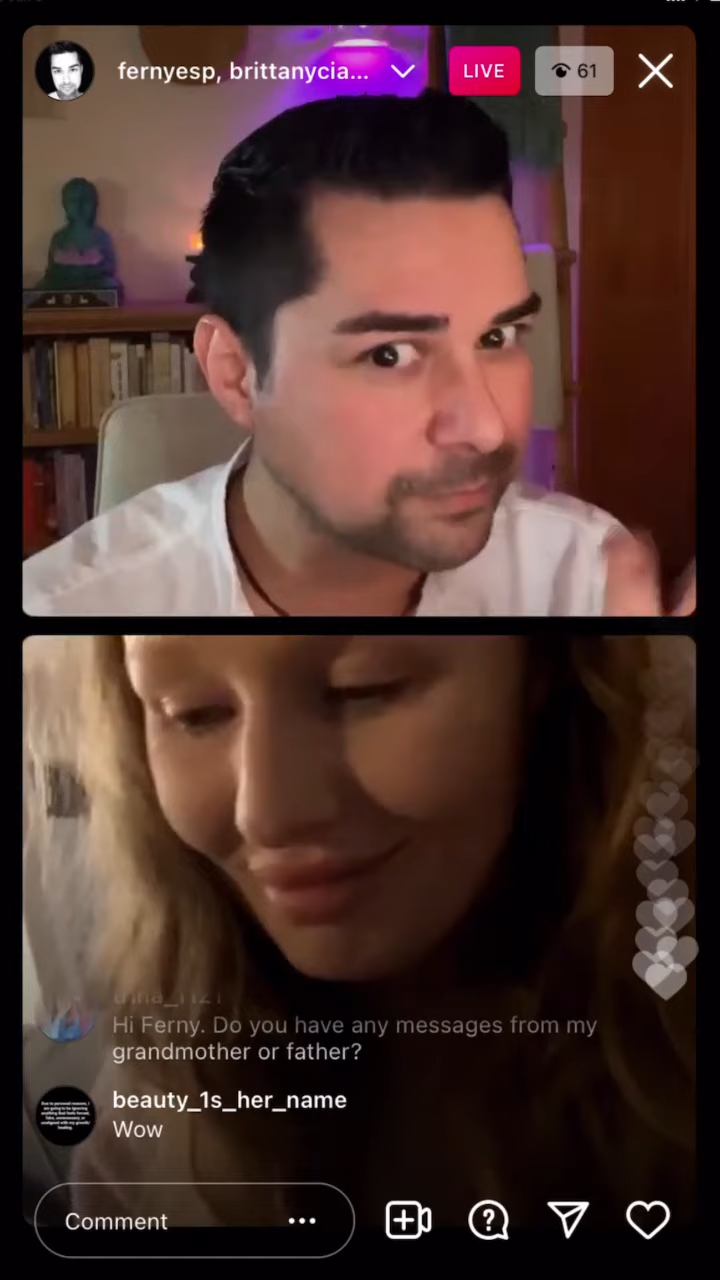 fernyesp, brittanycia...
LIVE
61
Hi Ferny. Do you have any messages from my
grandmother or father?
beauty_1s_her_name
Wow
Comment